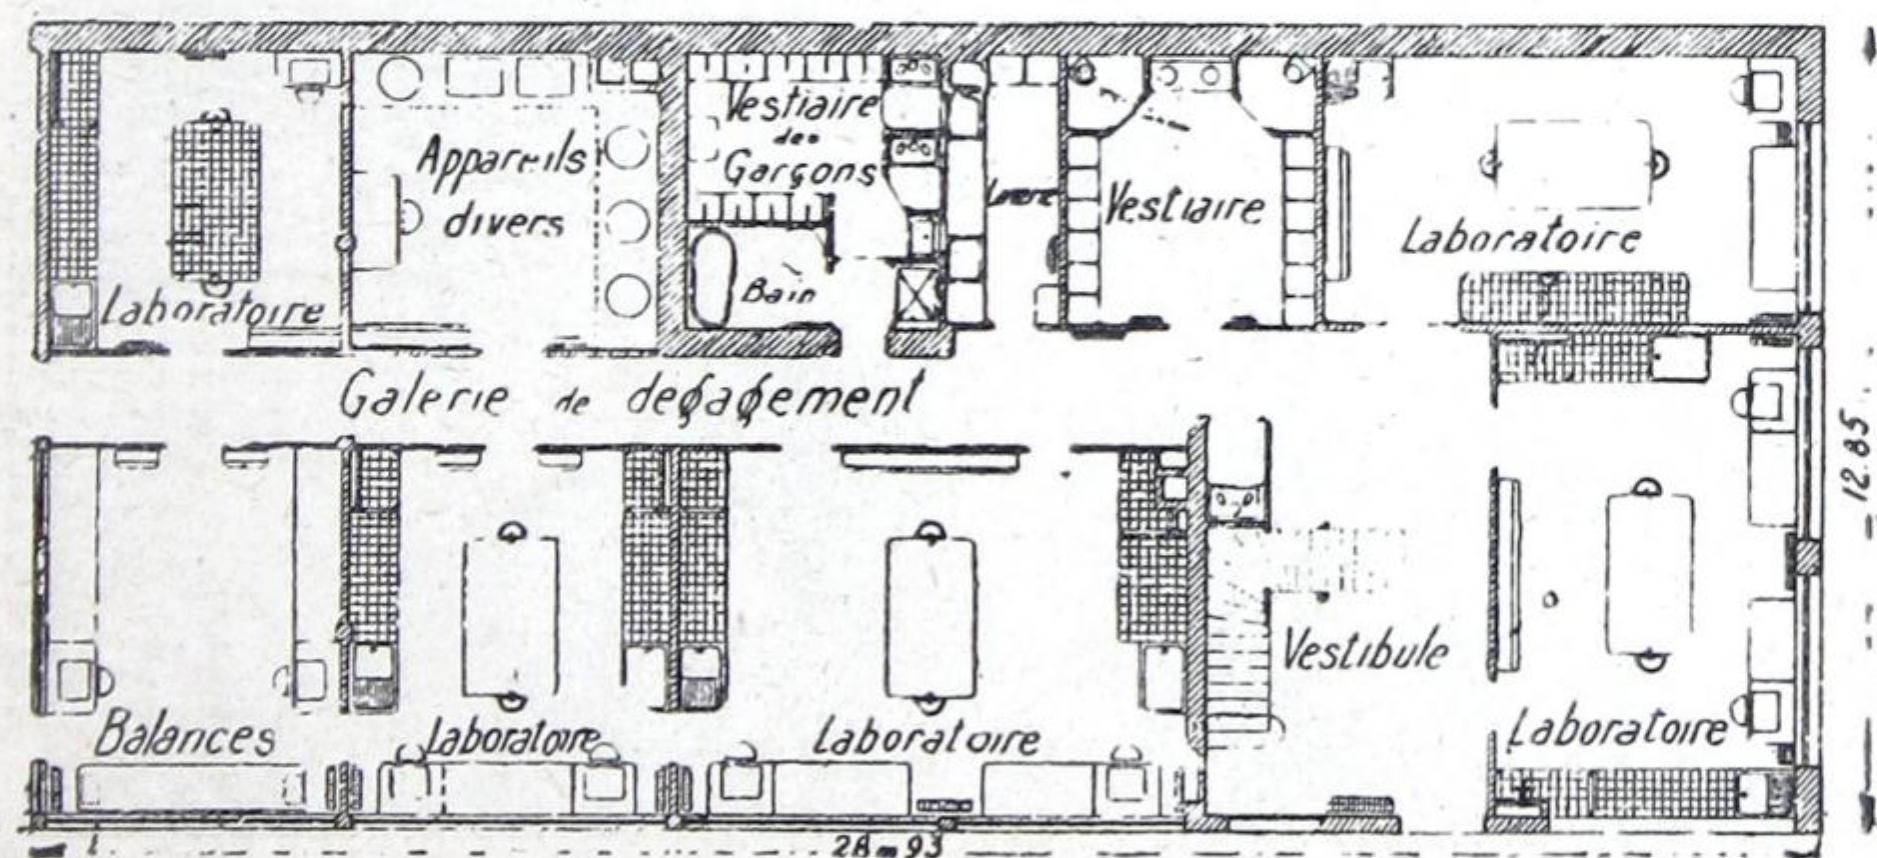 Laboratoire
Appareils
divers
Vestiaire
des
Garçons
Bain
Vestiaire
Laboratoire
Galerie de degagement
12.85
Balances
Laboratoire
Laboratoire
Vestibule
Laboratoire
28m93